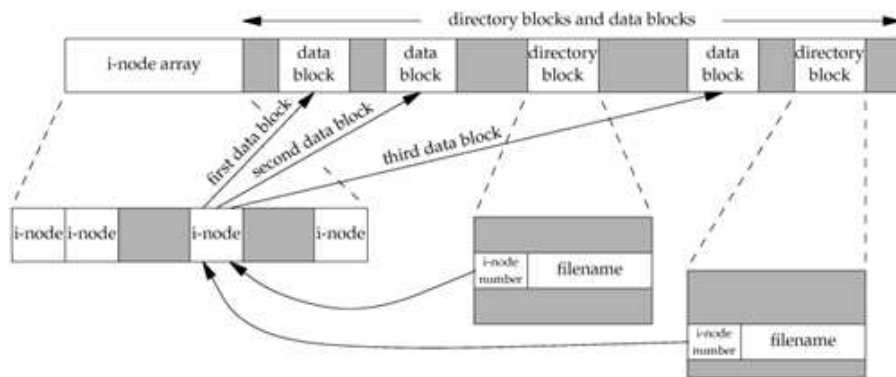 directory blocks and data blocks
i-node array
data
block
data
block
directory
block
data
block
directory
block
first data block
second data block
third data block
i-node
i-node
i-node
i-node
i-node
number
filename
i-node
number
filename